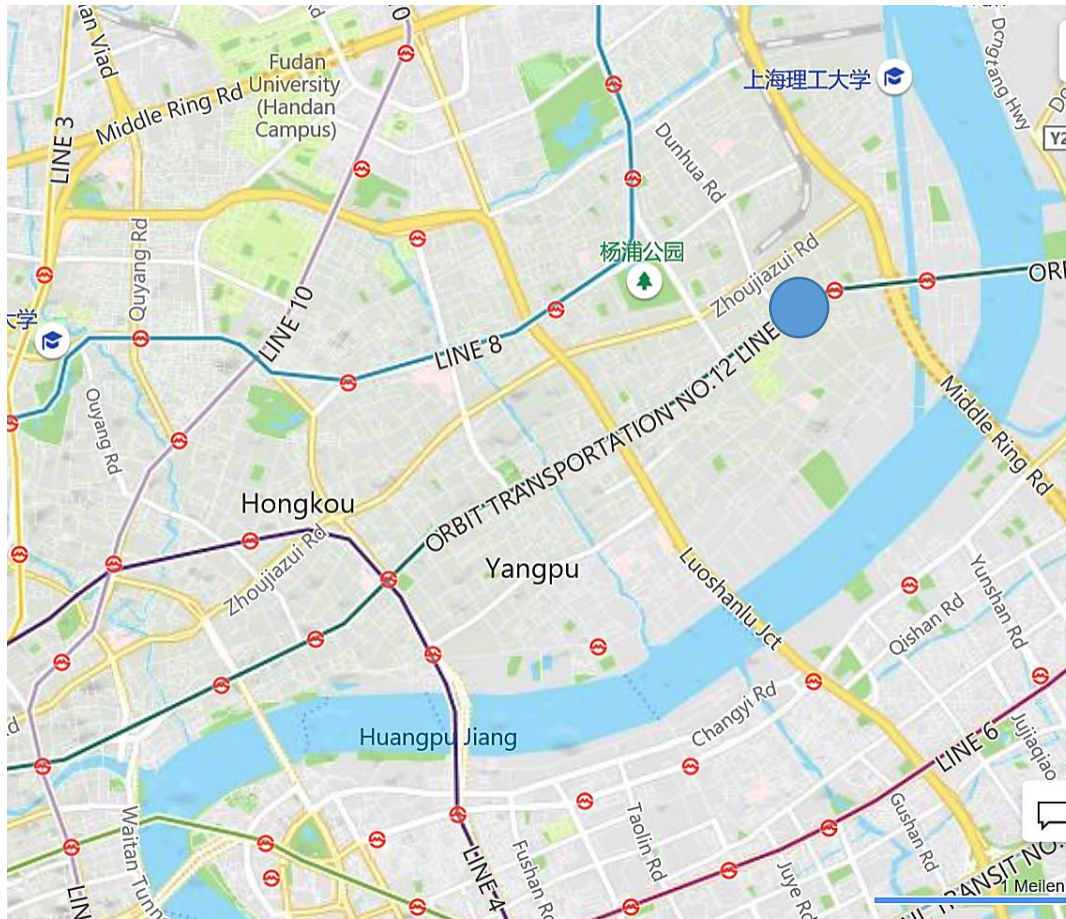 Fudan
University
(Handan
Campus)
Middle Ring Rd
LINE 3
上海理工大学
Dongtang Hwy
Dunhua Rd
Quyang Rd
杨浦公园
Zhoujiazui Rd
LINE 10
大学
LINE 8
ORBIT TRANSPORTATION NO.12 LINE
Ouyang Rd
Middle Ring Rd
Hongkou
Zhoujiazui Rd
Yangpu
Luoshanlu Jct
Yunshan Rd
Qishan Rd
Changyi Rd
Huangpu Jiang
LINE 6
Jujiaqiao
Waitan Tunn
LINE 4
Fushan Rd
Taolin Rd
Juye Rd
Gushan Rd
1 Meilen